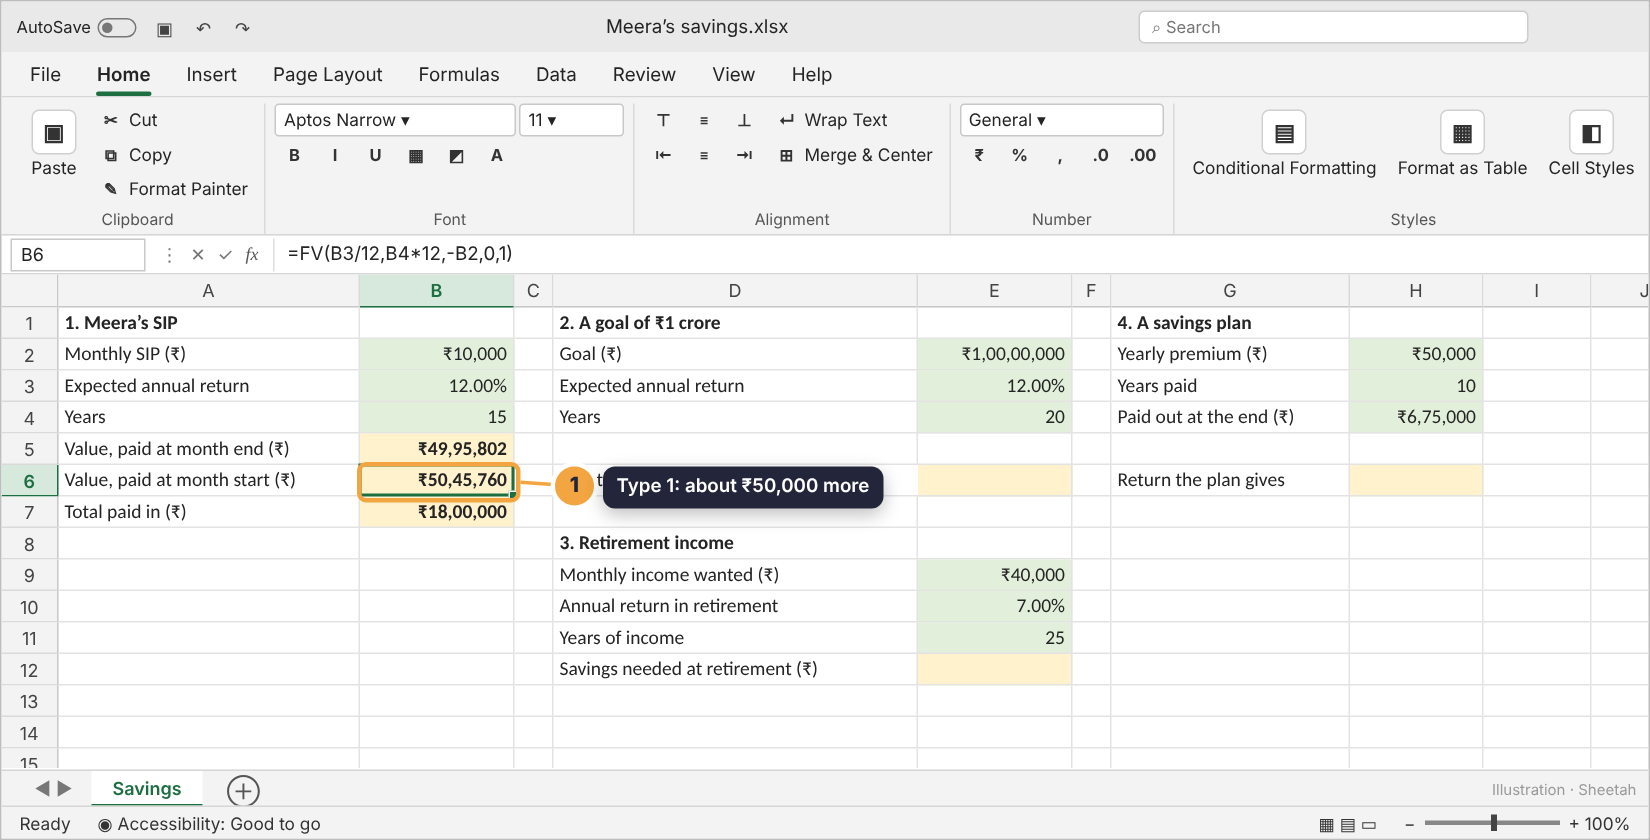 AutoSave
Meera’s savings.xlsx
Search
File Home Insert Page Layout Formulas Data Review View Help
Paste
Cut
Copy
Format Painter
Clipboard
Aptos Narrow 11
B I U A
Font
Wrap Text
Merge & Center
Alignment
General
₹ % , .0 .00
Number
Conditional Formatting Format as Table Cell Styles
Styles
B6 fx =FV(B3/12,B4*12,-B2,0,1)
A B C D E F G H I J
1 1. Meera’s SIP 2. A goal of ₹1 crore 4. A savings plan
2 Monthly SIP (₹) ₹10,000 Goal (₹) ₹1,00,00,000 Yearly premium (₹) ₹50,000
3 Expected annual return 12.00% Expected annual return 12.00% Years paid 10
4 Years 15 Years 20 Paid out at the end (₹) ₹6,75,000
5 Value, paid at month end (₹) ₹49,95,802
6 Value, paid at month start (₹) ₹50,45,760 1 Type 1: about ₹50,000 more Return the plan gives
7 Total paid in (₹) ₹18,00,000
8 3. Retirement income
9 Monthly income wanted (₹) ₹40,000
10 Annual return in retirement 7.00%
11 Years of income 25
12 Savings needed at retirement (₹)
13
14
15
Savings
Illustration · Sheetah
Ready Accessibility: Good to go − + 100%